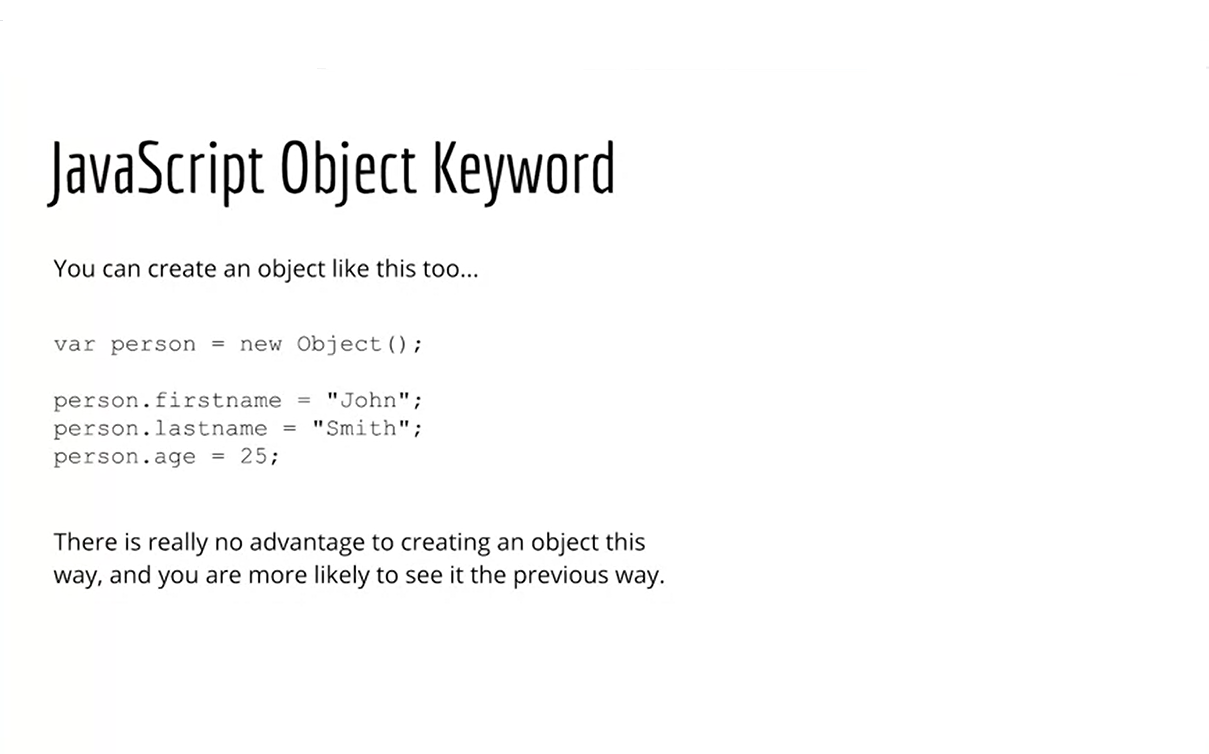 JavaScript Object Keyword
You can create an object like this too...
var person = new Object();
person.firstname = "John";
person.lastname = "Smith";
person.age = 25;
There is really no advantage to creating an object this
way, and you are more likely to see it the previous way.